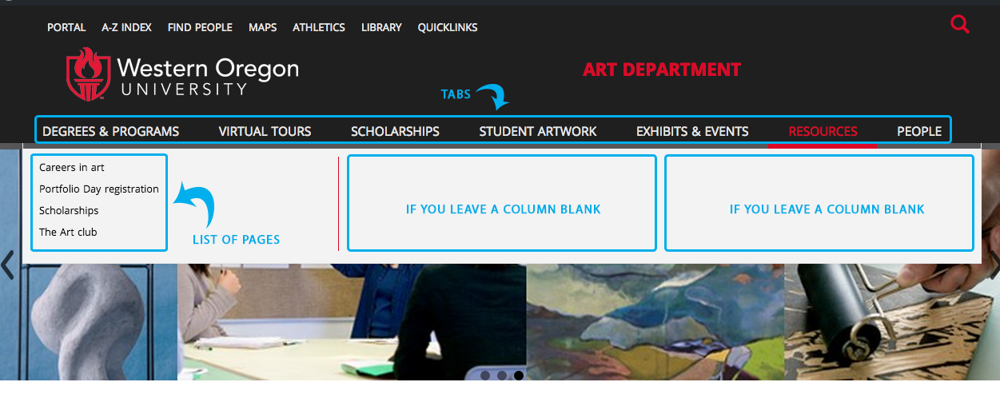 PORTAL A-Z INDEX FIND PEOPLE MAPS ATHLETICS LIBRARY QUICKLINKS
Western Oregon
UNIVERSITY
ART DEPARTMENT
TABS
DEGREES & PROGRAMS VIRTUAL TOURS SCHOLARSHIPS STUDENT ARTWORK EXHIBITS & EVENTS RESOURCES PEOPLE
Careers in art
Portfolio Day registration
Scholarships
The Art club
LIST OF PAGES
IF YOU LEAVE A COLUMN BLANK
IF YOU LEAVE A COLUMN BLANK